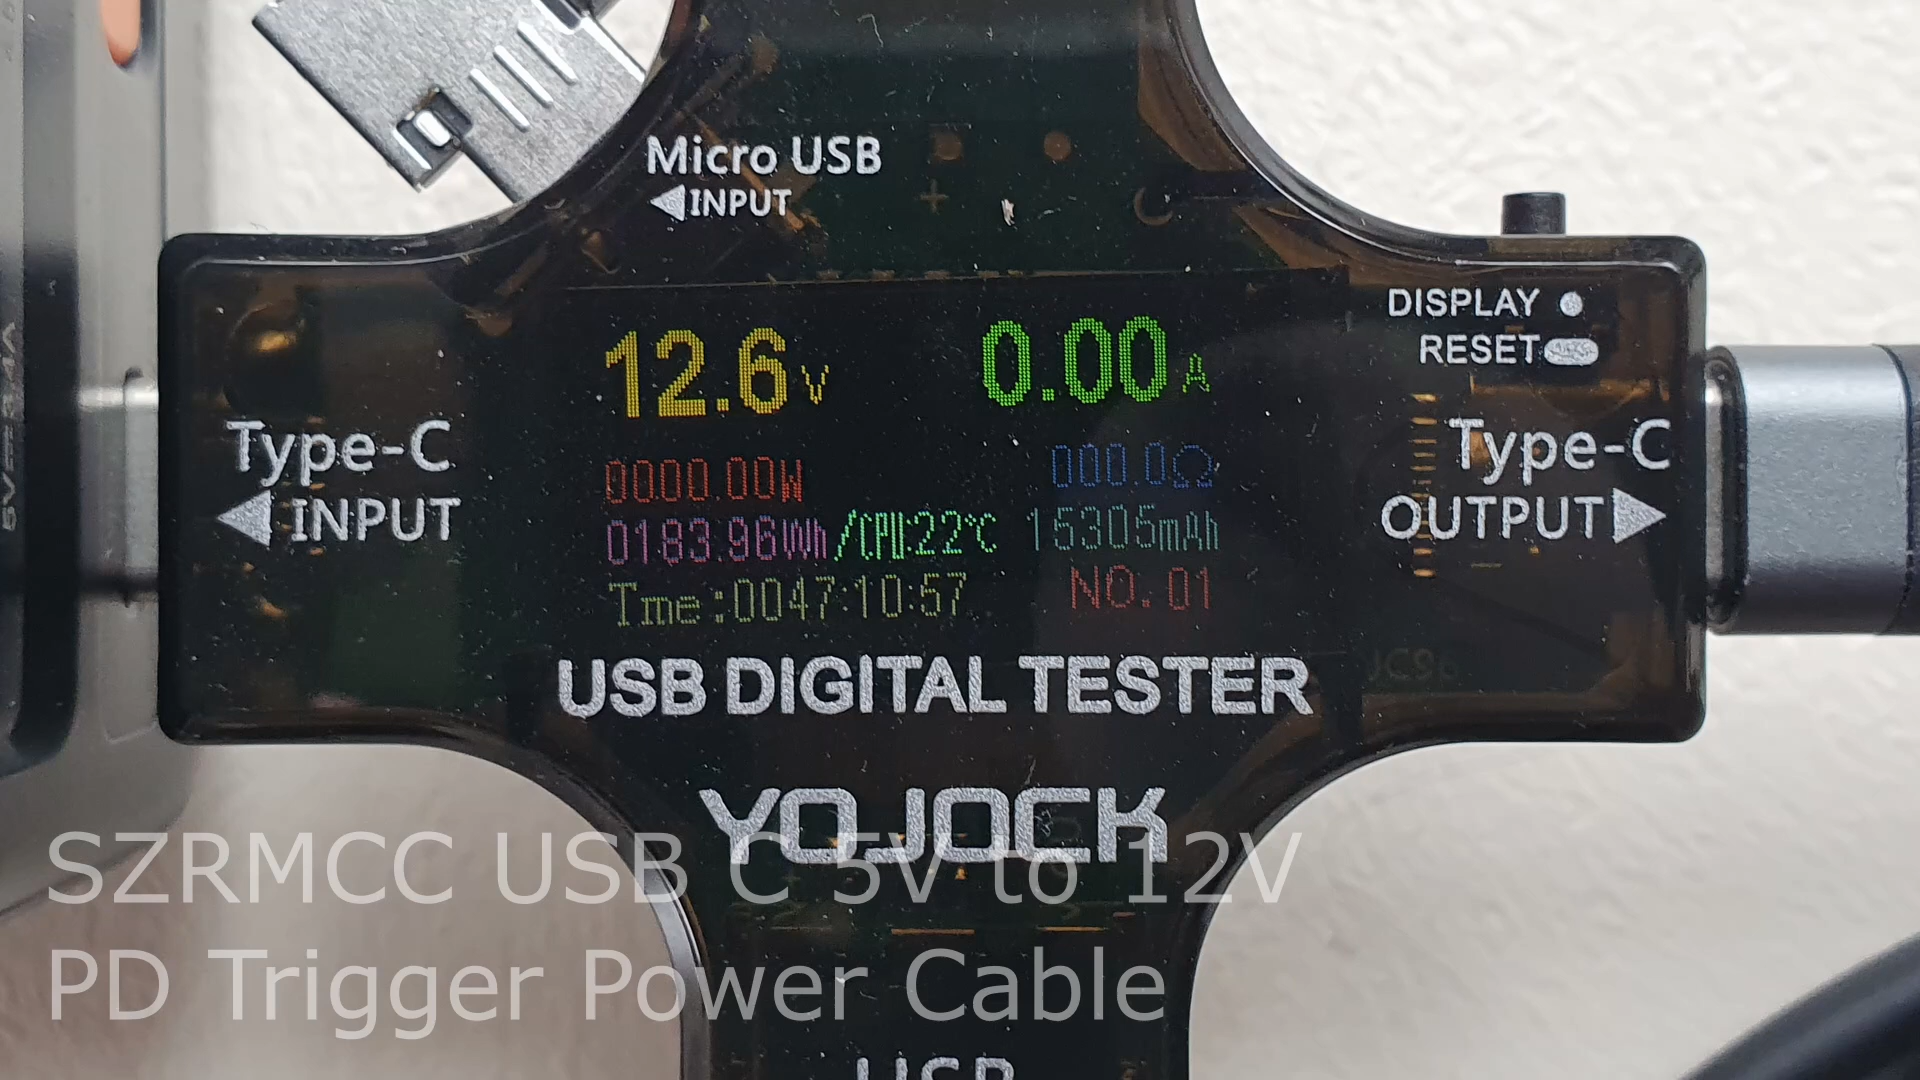 Micro USB
◀INPUT
DISPLAY
RESET
12.6V
0.00A
Type-C
◀INPUT
Type-C
OUTPUT▶
0000.00W
000.0Ω
0183.96Wh/CPU:22℃
15305mAh
Tme:0047:10:57
NO.01
USB DIGITAL TESTER
YOJOCK
SZRMCC USB C 5V to 12V
PD Trigger Power Cable
USB